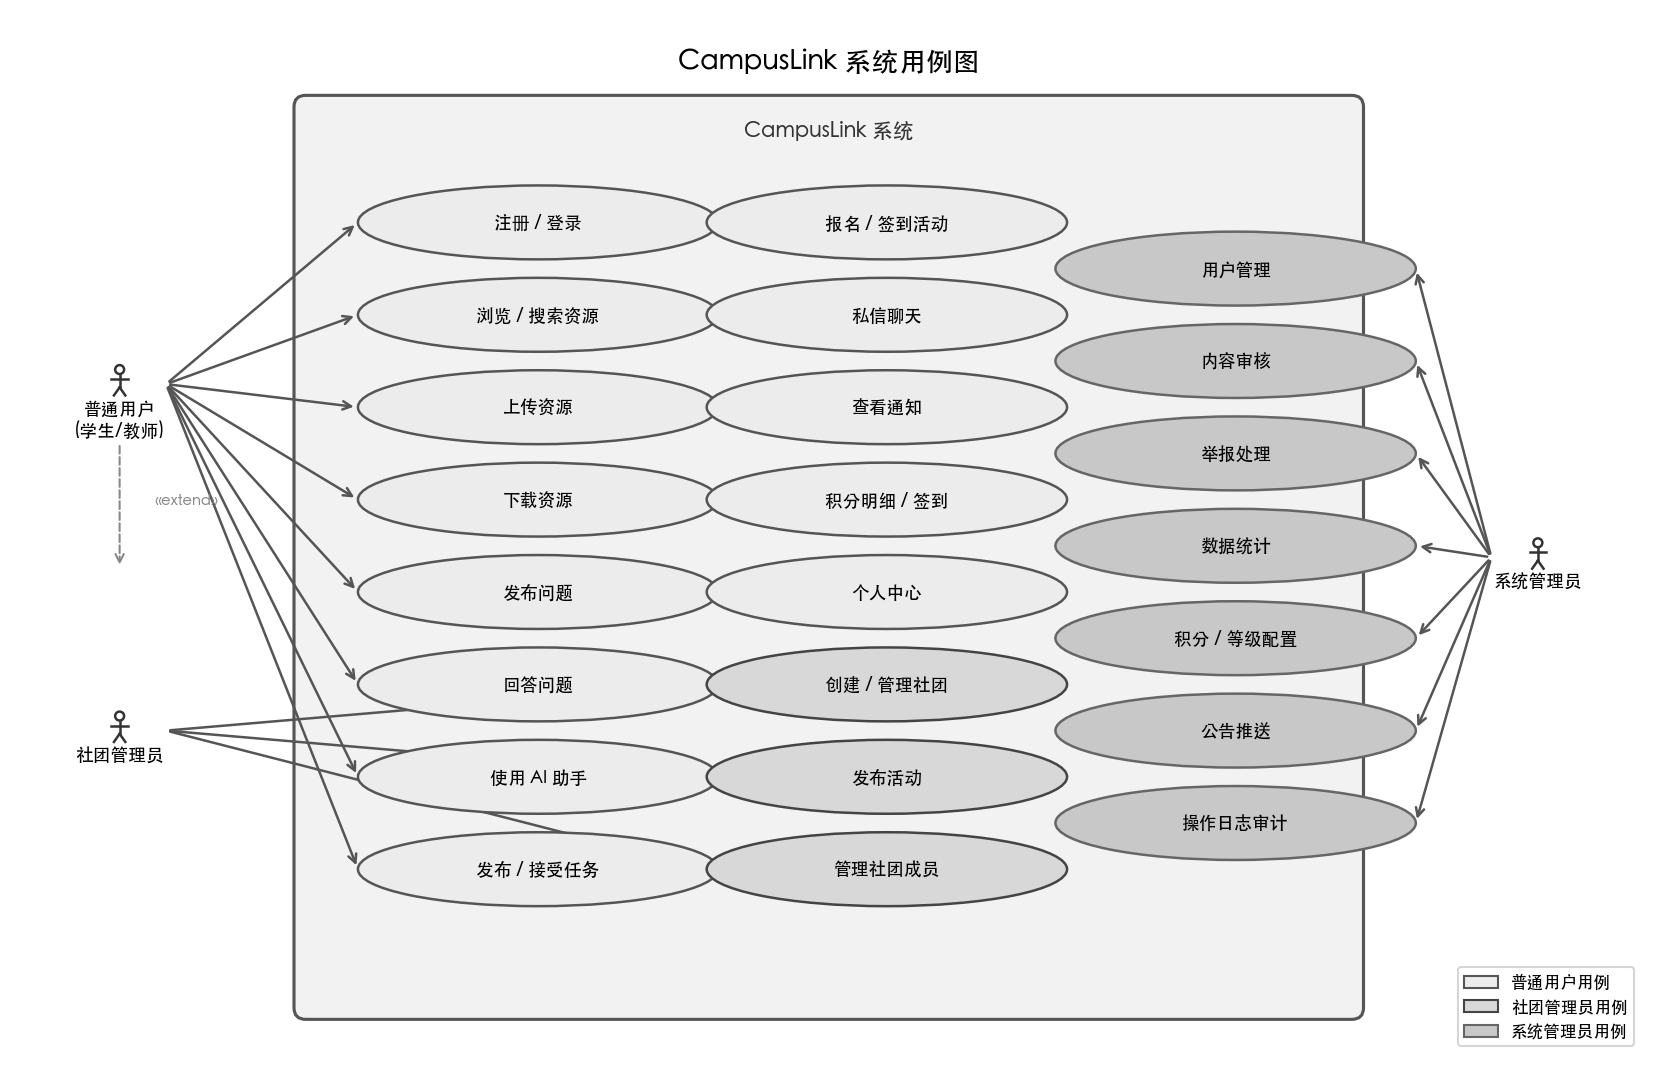 CampusLink 系统用例图
CampusLink 系统
注册 / 登录
报名 / 签到活动
用户管理
浏览 / 搜索资源
私信聊天
内容审核
普通用户
(学生/教师)
上传资源
查看通知
举报处理
«extend»
下载资源
积分明细 / 签到
数据统计
系统管理员
发布问题
个人中心
积分 / 等级配置
回答问题
创建 / 管理社团
公告推送
社团管理员
使用 AI 助手
发布活动
操作日志审计
发布 / 接受任务
管理社团成员
普通用户用例
社团管理员用例
系统管理员用例